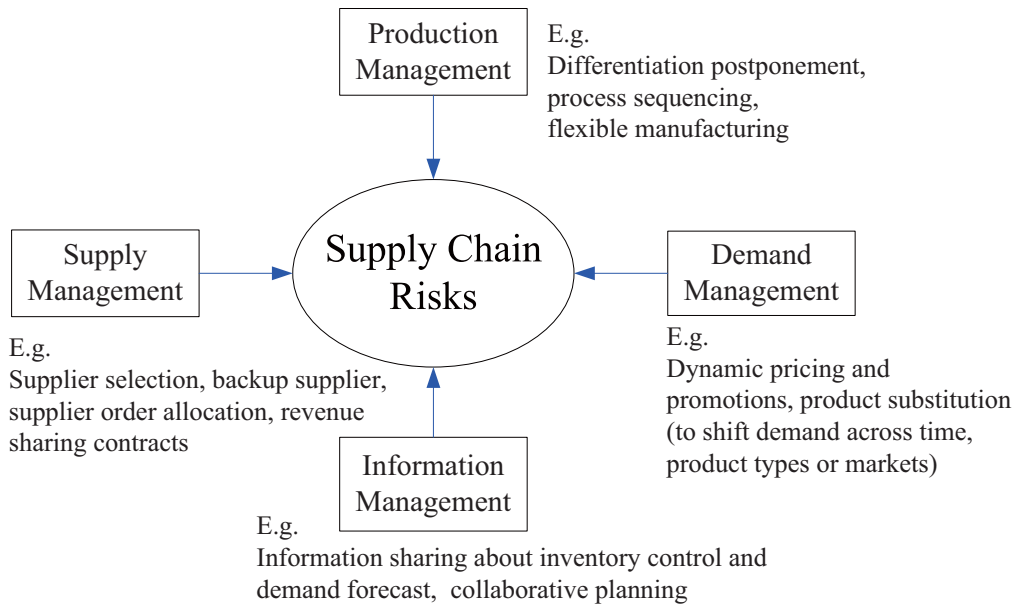 Production
Management
E.g.
Differentiation postponement,
process sequencing,
flexible manufacturing
Supply Chain
Risks
Supply
Management
E.g.
Supplier selection, backup supplier,
supplier order allocation, revenue
sharing contracts
Demand
Management
E.g.
Dynamic pricing and
promotions, product substitution
(to shift demand across time,
product types or markets)
Information
Management
E.g.
Information sharing about inventory control and
demand forecast,  collaborative planning